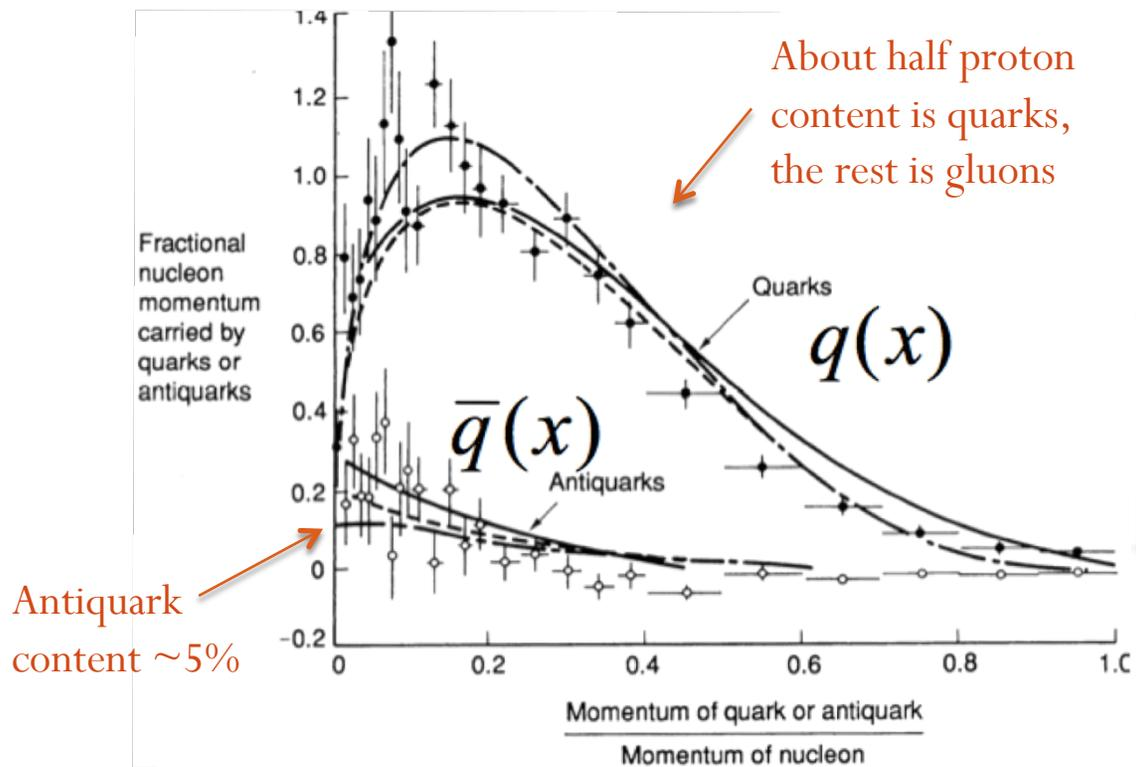 About half proton
content is quarks,
the rest is gluons
1.4
1.2
1.0
0.8
0.6
0.4
0.2
0
-0.2
Fractional
nucleon
momentum
carried by
quarks or
antiquarks
Quarks
q(x)
q̅(x)
Antiquarks
Antiquark
content ~5%
0 0.2 0.4 0.6 0.8 1.0
Momentum of quark or antiquark
Momentum of nucleon